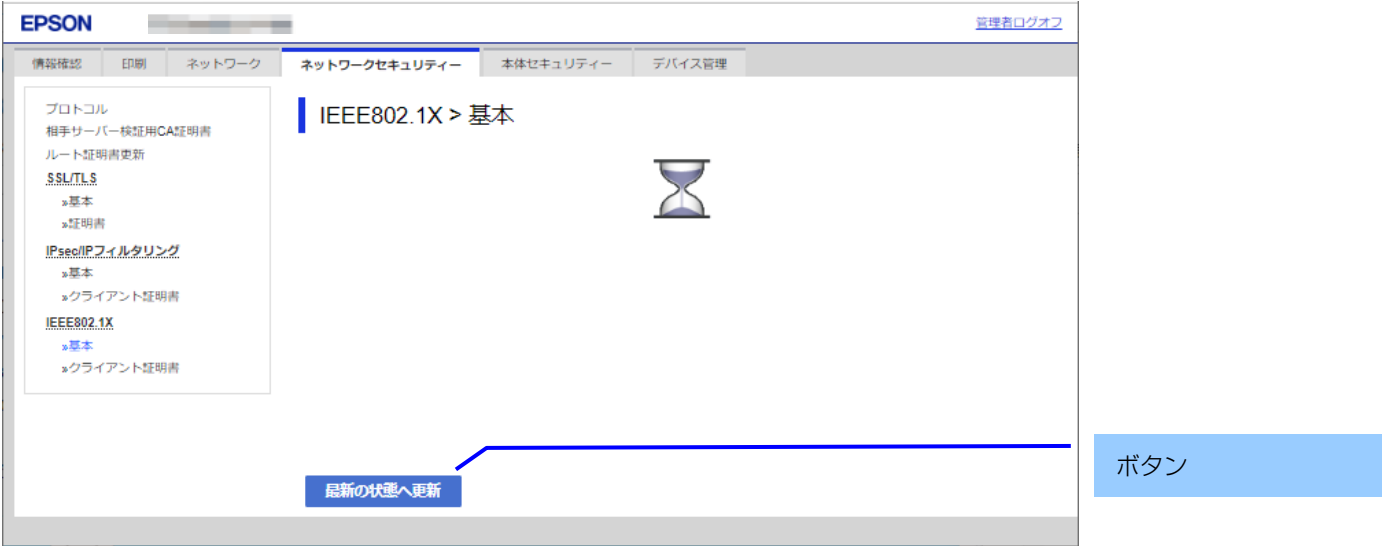 EPSON
管理者ログオフ
情報確認 印刷 ネットワーク ネットワークセキュリティー 本体セキュリティー デバイス管理
プロトコル
相手サーバー検証用CA証明書
ルート証明書更新
SSL/TLS
»基本
»証明書
IPsec/IPフィルタリング
»基本
»クライアント証明書
IEEE802.1X
»基本
»クライアント証明書
IEEE802.1X > 基本
最新の状態へ更新
ボタン